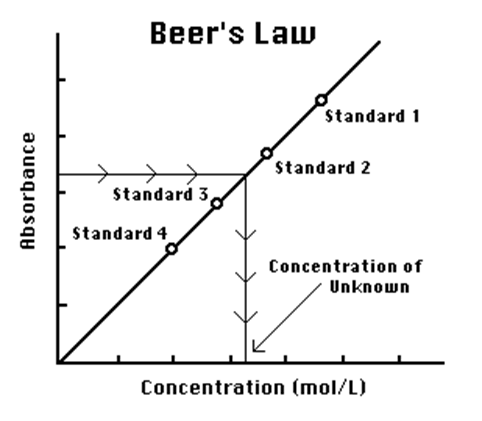 Beer's Law
Standard 1
Standard 2
Standard 3
Standard 4
Absorbance
Concentration of
Unknown
Concentration (mol/L)